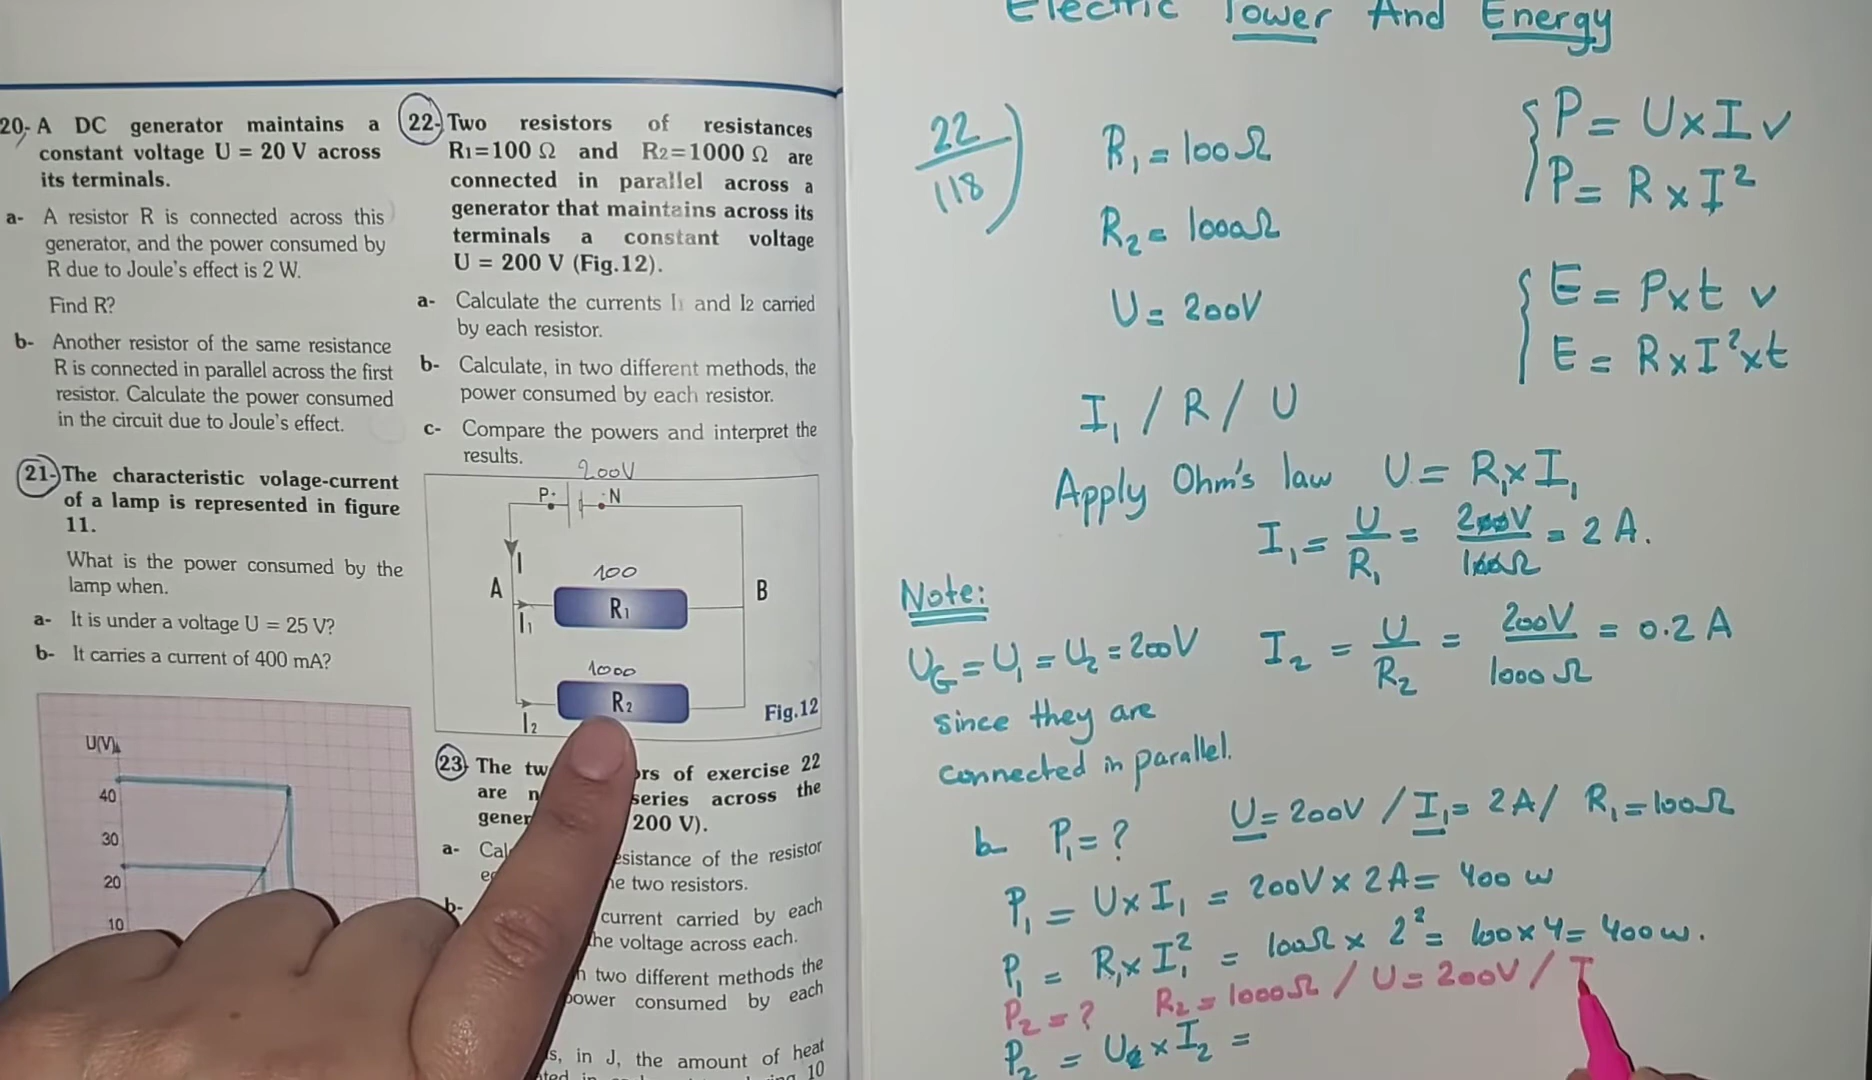 20- A DC generator maintains a
constant voltage U = 20 V across
its terminals.
a- A resistor R is connected across this
generator, and the power consumed by
R due to Joule's effect is 2 W.
Find R?
b- Another resistor of the same resistance
R is connected in parallel across the first
resistor. Calculate the power consumed
in the circuit due to Joule's effect.
21- The characteristic volage-current
of a lamp is represented in figure
11.
What is the power consumed by the
lamp when.
a- It is under a voltage U = 25 V?
b- It carries a current of 400 mA?
U(V)
40
30
20
10
22- Two resistors of resistances
R1=100 Ω and R2=1000 Ω are
connected in parallel across a
generator that maintains across its
terminals a constant voltage
U = 200 V (Fig.12).
a- Calculate the currents I1 and I2 carried
by each resistor.
b- Calculate, in two different methods, the
power consumed by each resistor.
c- Compare the powers and interpret the
results.
200V
P N
I
100
A R1 B
I1
1000
R2
I2
Fig.12
23- The tw ors of exercise 22
are n series across the
gener 200 V).
a- Cal esistance of the resistor
he two resistors.
b- current carried by each
he voltage across each.
n two different methods the
power consumed by each
s, in J, the amount of heat
10
Electric Power And Energy
22/118)
R₁ = 100Ω
R₂ = 1000Ω
U = 200V
P = U×I ✓
P = R×I²
E = P×t ✓
E = R×I²×t
I₁ / R / U
Apply Ohm's law U = R₁×I₁
I₁ = U/R₁ = 200V/100Ω = 2 A.
Note:
UG = U₁ = U₂ = 200V
since they are
connected in parallel.
I₂ = U/R₂ = 200V/1000Ω = 0.2 A
b P₁ = ? U = 200V / I₁ = 2A / R₁ = 100Ω
P₁ = U×I₁ = 200V × 2A = 400 w
P₁ = R₁×I₁² = 100Ω × 2² = 100×4 = 400w.
P₂ = ? R₂ = 1000Ω / U = 200V / I
P₂ = U × I₂ =